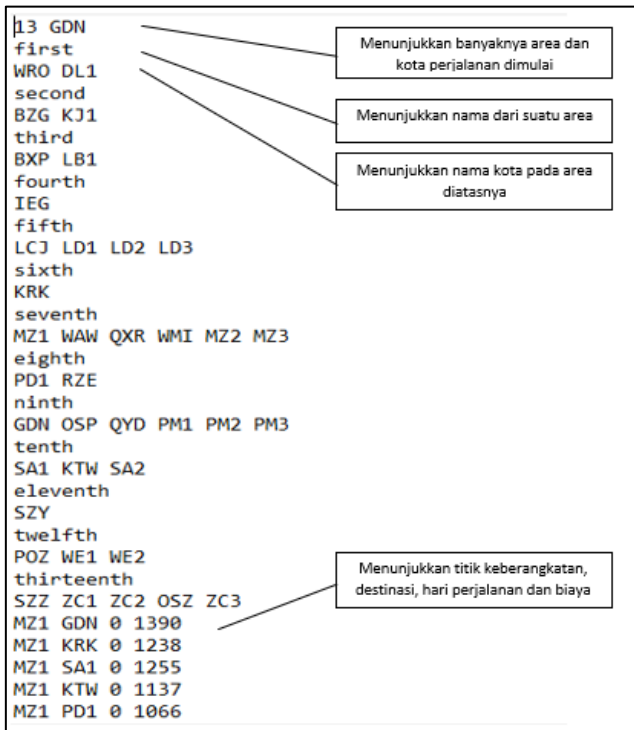 13 GDN
first
WRO DL1
second
BZG KJ1
third
BXP LB1
fourth
IEG
fifth
LCJ LD1 LD2 LD3
sixth
KRK
seventh
MZ1 WAW QXR WMI MZ2 MZ3
eighth
PD1 RZE
ninth
GDN OSP QYD PM1 PM2 PM3
tenth
SA1 KTW SA2
eleventh
SZY
twelfth
POZ WE1 WE2
thirteenth
SZZ ZC1 ZC2 OSZ ZC3
MZ1 GDN 0 1390
MZ1 KRK 0 1238
MZ1 SA1 0 1255
MZ1 KTW 0 1137
MZ1 PD1 0 1066
Menunjukkan banyaknya area dan
kota perjalanan dimulai
Menunjukkan nama dari suatu area
Menunjukkan nama kota pada area
diatasnya
Menunjukkan titik keberangkatan,
destinasi, hari perjalanan dan biaya